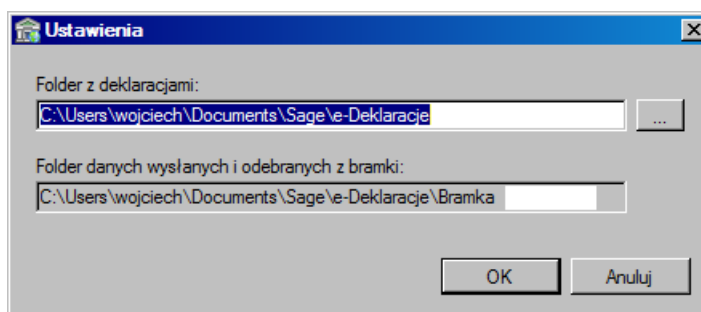 Ustawienia
Folder z deklaracjami:
C:\Users\wojciech\Documents\Sage\e-Deklaracje
...
Folder danych wysłanych i odebranych z bramki:
C:\Users\wojciech\Documents\Sage\e-Deklaracje\Bramka
OK
Anuluj